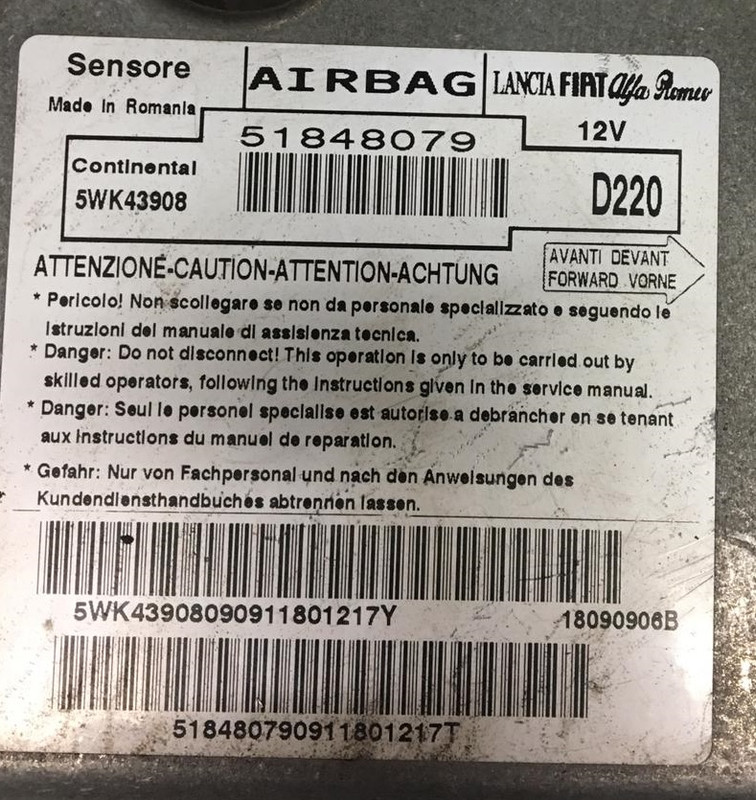 Sensore
AIRBAG
LANCIA FIAT Alfa Romeo
Made in Romania
51848079
12V
Continental
5WK43908
D220
ATTENZIONE-CAUTION-ATTENTION-ACHTUNG
AVANTI DEVANT
FORWARD VORNE
* Pericolo! Non scollegare se non da personale specializzato e seguendo le
istruzioni del manuale di assistenza tecnica.
* Danger: Do not disconnect! This operation is only to be carried out by
skilled operators, following the instructions given in the service manual.
* Danger: Seul le personel specialise est autorise a debrancher en se tenant
aux instructions du manuel de reparation.
* Gefahr: Nur von Fachpersonal und nach den Anweisungen des
Kundendiensthandbuches abtrennen lassen.
5WK43908090911801217Y
18090906B
518480790911801217T